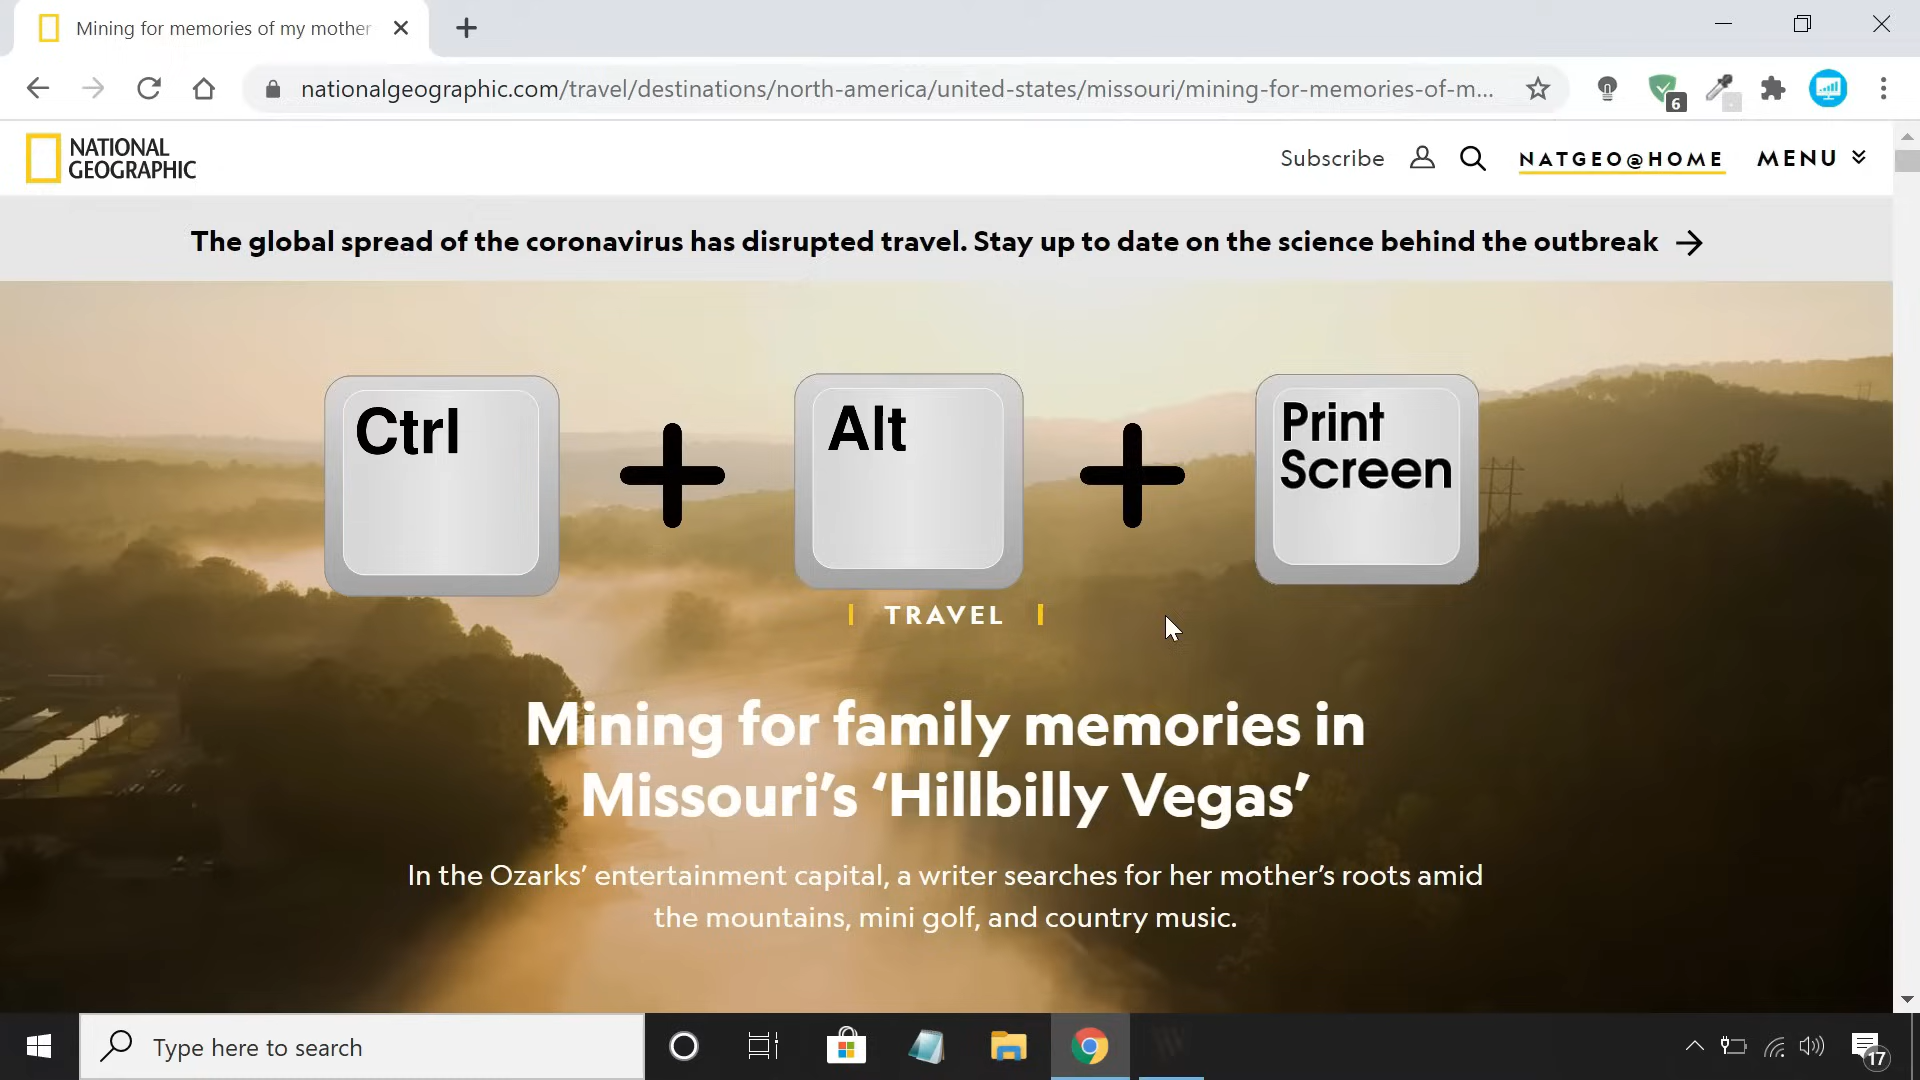 Mining for memories of my mother
nationalgeographic.com/travel/destinations/north-america/united-states/missouri/mining-for-memories-of-m...
6
NATIONAL
GEOGRAPHIC
Subscribe
NATGEO@HOME
MENU
The global spread of the coronavirus has disrupted travel. Stay up to date on the science behind the outbreak →
Ctrl + Alt + Print
Screen
TRAVEL
Mining for family memories in
Missouri’s ‘Hillbilly Vegas’
In the Ozarks’ entertainment capital, a writer searches for her mother’s roots amid
the mountains, mini golf, and country music.
Type here to search
17